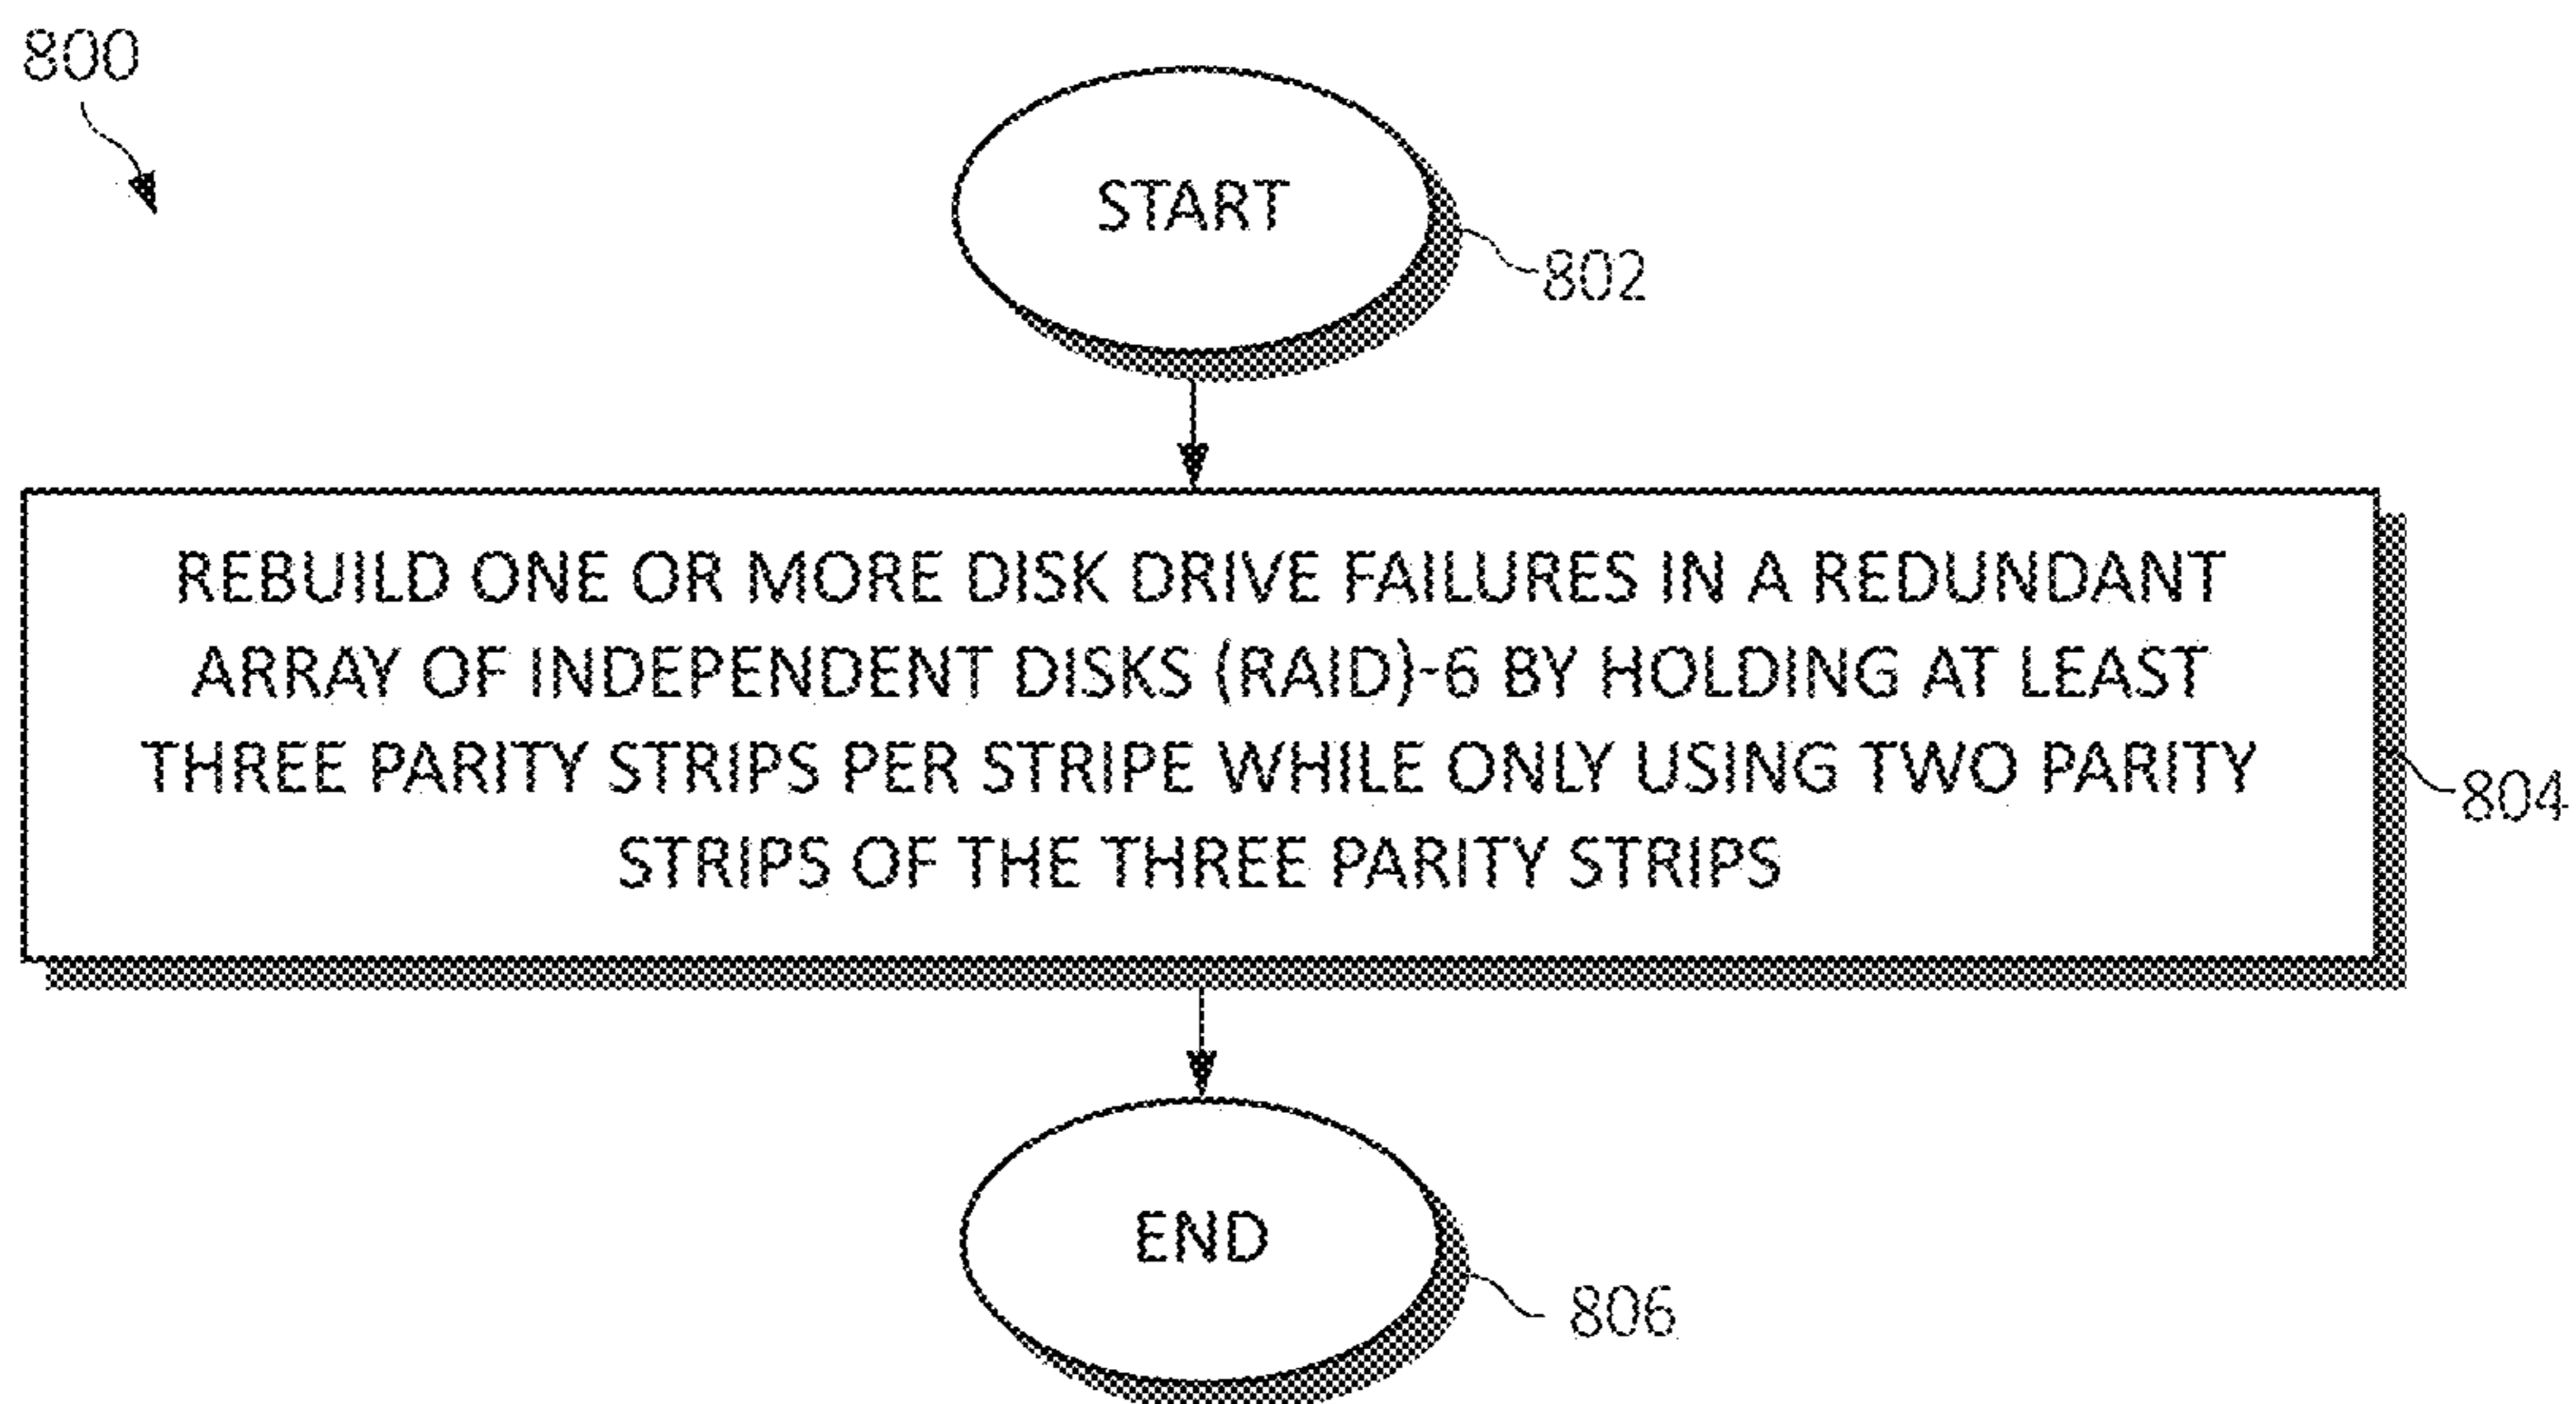 800
START
802
REBUILD ONE OR MORE DISK DRIVE FAILURES IN A REDUNDANT
ARRAY OF INDEPENDENT DISKS (RAID)-6 BY HOLDING AT LEAST
THREE PARITY STRIPS PER STRIPE WHILE ONLY USING TWO PARITY
STRIPS OF THE THREE PARITY STRIPS
804
END
806